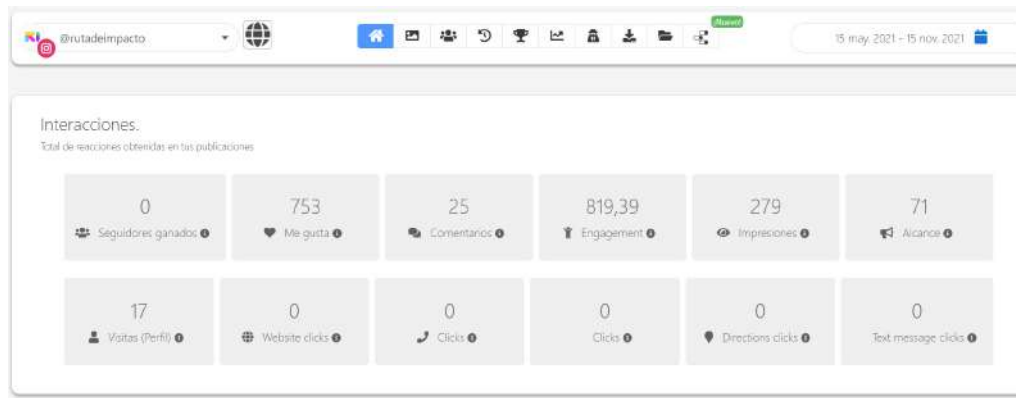 @rutadeimpacto
¡Nuevo!
15 may. 2021 - 15 nov. 2021
Interacciones.
Total de reacciones obtenidas en tus publicaciones
0
Seguidores ganados
753
Me gusta
25
Comentarios
819,39
Engagement
279
Impresiones
71
Alcance
17
Visitas (Perfil)
0
Website clicks
0
Clicks
0
Clicks
0
Directions clicks
0
Text message clicks